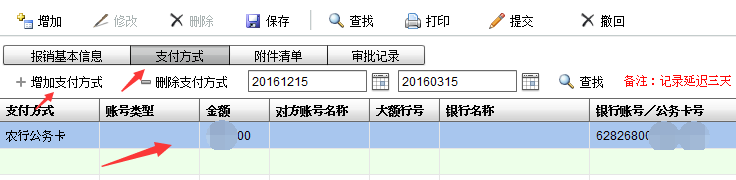 增加 修改 删除 保存 查找 打印 提交 撤回
报销基本信息 支付方式 附件清单 审批记录
增加支付方式 删除支付方式 20161215 20160315 查找 备注：记录延迟三天
支付方式 账号类型 金额 对方账号名称 大额行号 银行名称 银行账号／公务卡号
农行公务卡 00 62826800